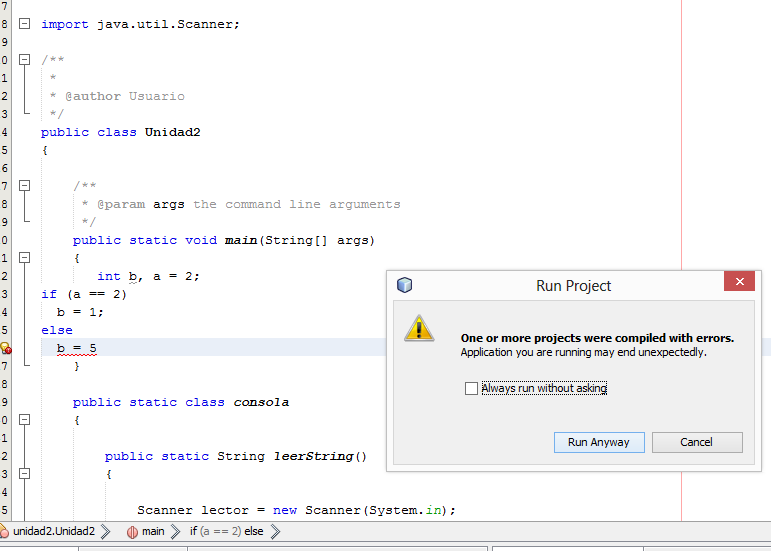 7
8 import java.util.Scanner;
9
0 /**
1 *
2 * @author Usuario
3 */
4 public class Unidad2
5 {
6
7 /**
8 * @param args the command line arguments
9 */
0 public static void main(String[] args)
1 {
2 int b, a = 2;
3 if (a == 2)
4 b = 1;
5 else
b = 5
7 }
8
9 public static class consola
0 {
1
2 public static String leerString()
3 {
4
5 Scanner lector = new Scanner(System.in);
unidad2.Unidad2 main if (a == 2) else
Run Project
One or more projects were compiled with errors.
Application you are running may end unexpectedly.
Always run without asking
Run Anyway Cancel